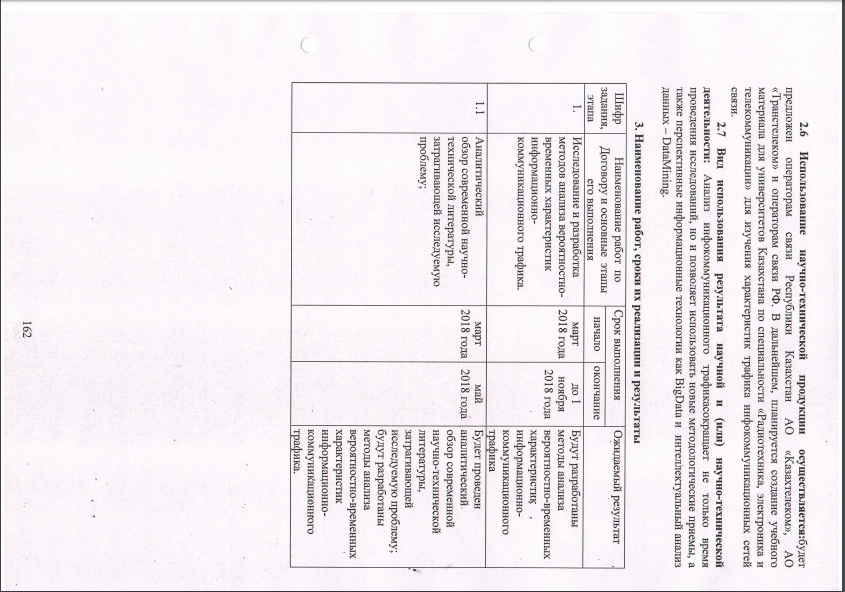 2.6 Использование научно-технической продукции осуществляется:будет
предложен операторам связи Республики Казахстан АО «Казахтелеком», АО
«Транстелеком» и операторам связи РФ. В дальнейшем, планируется создание учебного
материала для университетов Казахстана по специальности «Радиотехника, электроника и
телекоммуникации» для изучения характеристик трафика инфокоммуникационных сетей
связи.
2.7 Вид использования результата научной и (или) научно-технической
деятельности: Анализ инфокоммуникационного трафикасокращает не только время
проведения исследований, но и позволяет использовать новые методологические приемы, а
также перспективные информационные технологии как BigData и интеллектуальный анализ
данных – DataMining.
3. Наименование работ, сроки их реализации и результаты
Шифр
задания,
этапа
Наименование работ по
Договору и основные этапы
его выполнения
Срок выполнения
начало
окончание
Ожидаемый результат
1.
Исследование и разработка
методов анализа вероятностно-
временных характеристик
информационно-
коммуникационного трафика.
март
2018 года
до 1
ноября
2018 года
Будут разработаны
методы анализа
вероятностно-временных
характеристик
информационно-
коммуникационного
трафика
1.1
Аналитический
обзор современной научно-
технической литературы,
затрагивающей исследуемую
проблему;
март
2018 года
май
2018 года
Будет проведен
аналитический
обзор современной
научно-технической
литературы,
затрагивающей
исследуемую проблему;
будут разработаны
методы анализа
вероятностно-временных
характеристик
информационно-
коммуникационного
трафика.
162